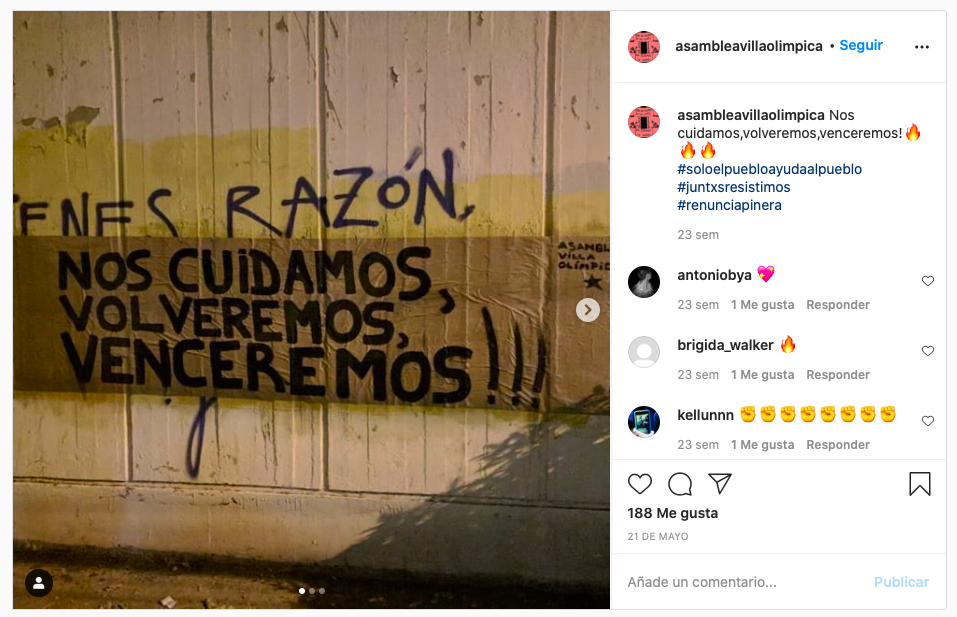 ENES RAZÓN,
NOS CUiDAMOS,
VOLVEREMOS,
VENCEREMOS!!!
ASAMBL
VILLA
OLÍMPIC
asambleavillaolimpica • Seguir
asambleavillaolimpica Nos
cuidamos,volveremos,venceremos!🔥
🔥🔥
#soloelpuebloayudaalpueblo
#juntxsresistimos
#renunciapinera
23 sem
antoniobya 💖
23 sem 1 Me gusta Responder
brigida_walker 🔥
23 sem 1 Me gusta Responder
kellunnn ✊✊✊✊✊✊✊✊
23 sem 1 Me gusta Responder
188 Me gusta
21 DE MAYO
Añade un comentario... Publicar